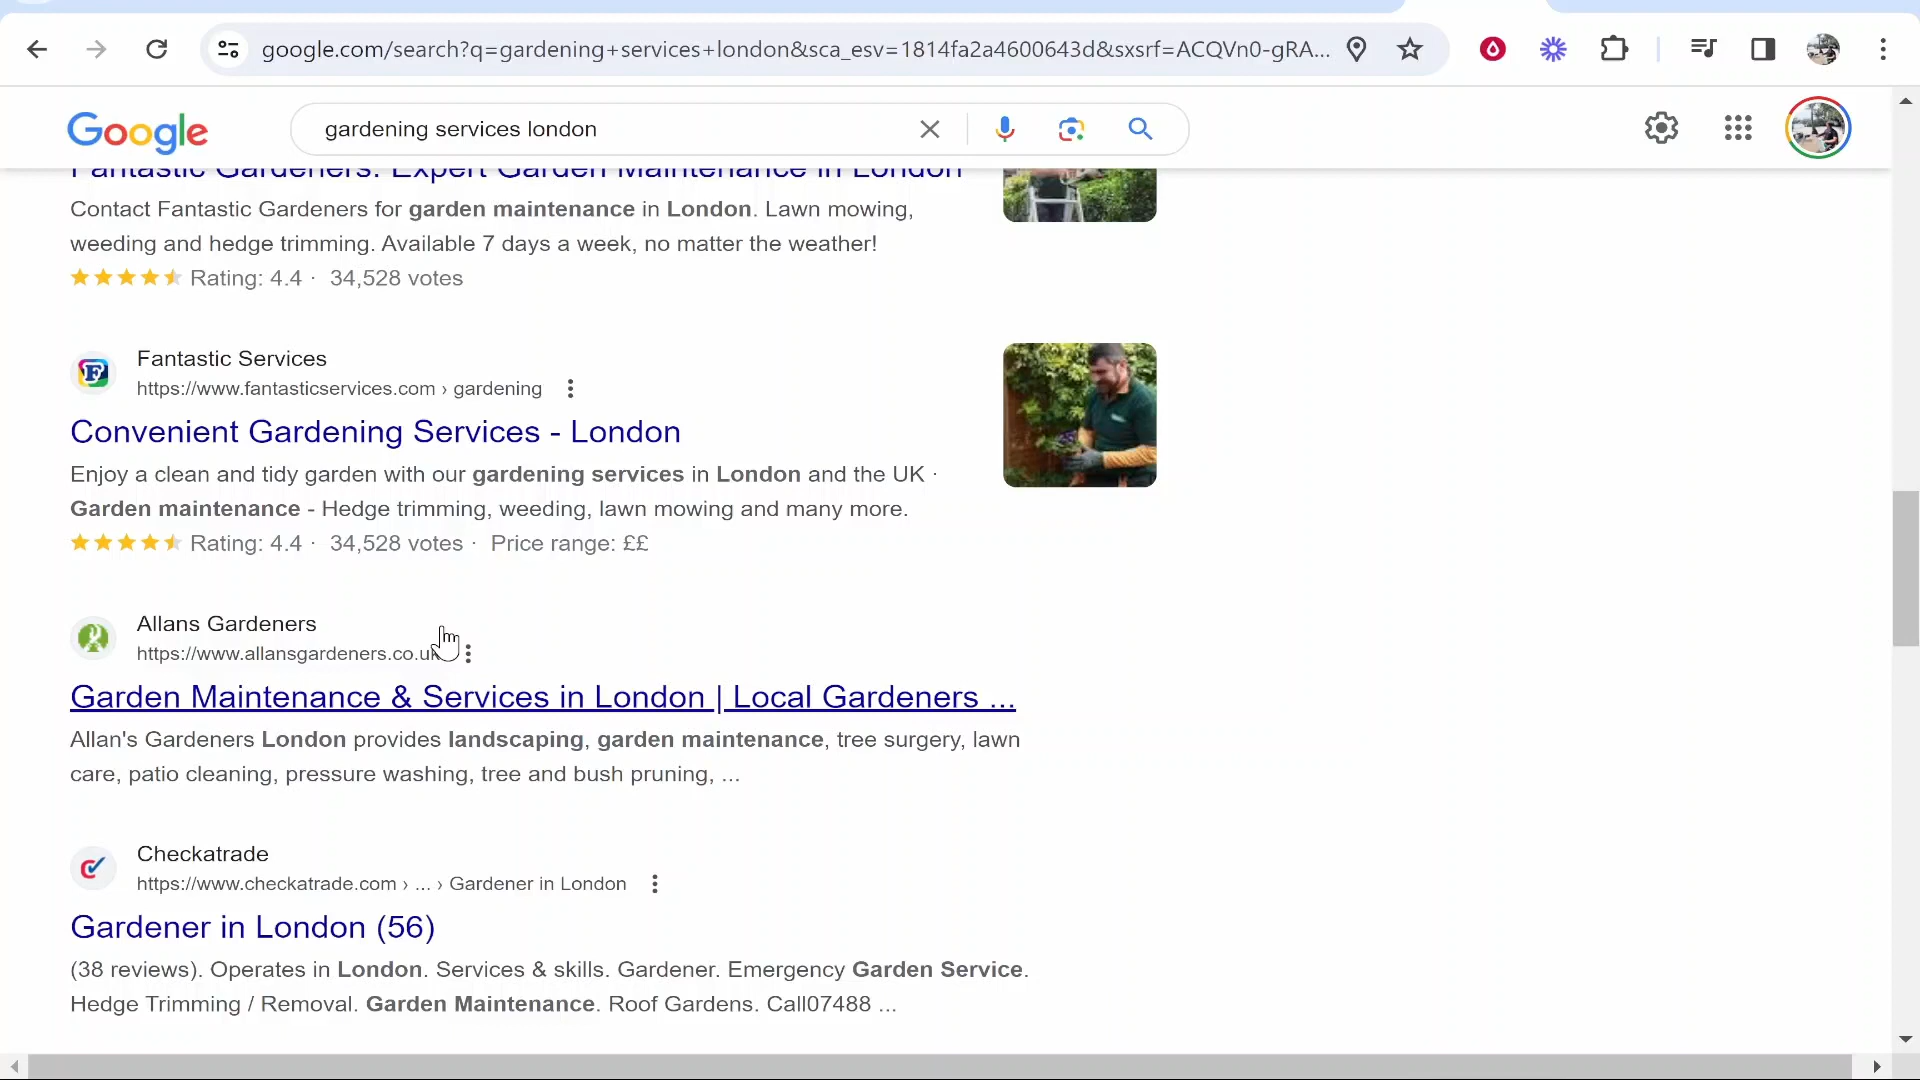 google.com/search?q=gardening+services+london&sca_esv=1814fa2a4600643d&sxsrf=ACQVn0-gRA...
Google
gardening services london
Fantastic Gardeners: Expert Garden Maintenance in London
Contact Fantastic Gardeners for garden maintenance in London. Lawn mowing,
weeding and hedge trimming. Available 7 days a week, no matter the weather!
Rating: 4.4 · 34,528 votes
Fantastic Services
https://www.fantasticservices.com › gardening
Convenient Gardening Services - London
Enjoy a clean and tidy garden with our gardening services in London and the UK ·
Garden maintenance - Hedge trimming, weeding, lawn mowing and many more.
Rating: 4.4 · 34,528 votes · Price range: ££
Allans Gardeners
https://www.allansgardeners.co.uk
Garden Maintenance & Services in London | Local Gardeners ...
Allan's Gardeners London provides landscaping, garden maintenance, tree surgery, lawn
care, patio cleaning, pressure washing, tree and bush pruning, ...
Checkatrade
https://www.checkatrade.com › ... › Gardener in London
Gardener in London (56)
(38 reviews). Operates in London. Services & skills. Gardener. Emergency Garden Service.
Hedge Trimming / Removal. Garden Maintenance. Roof Gardens. Call07488 ...